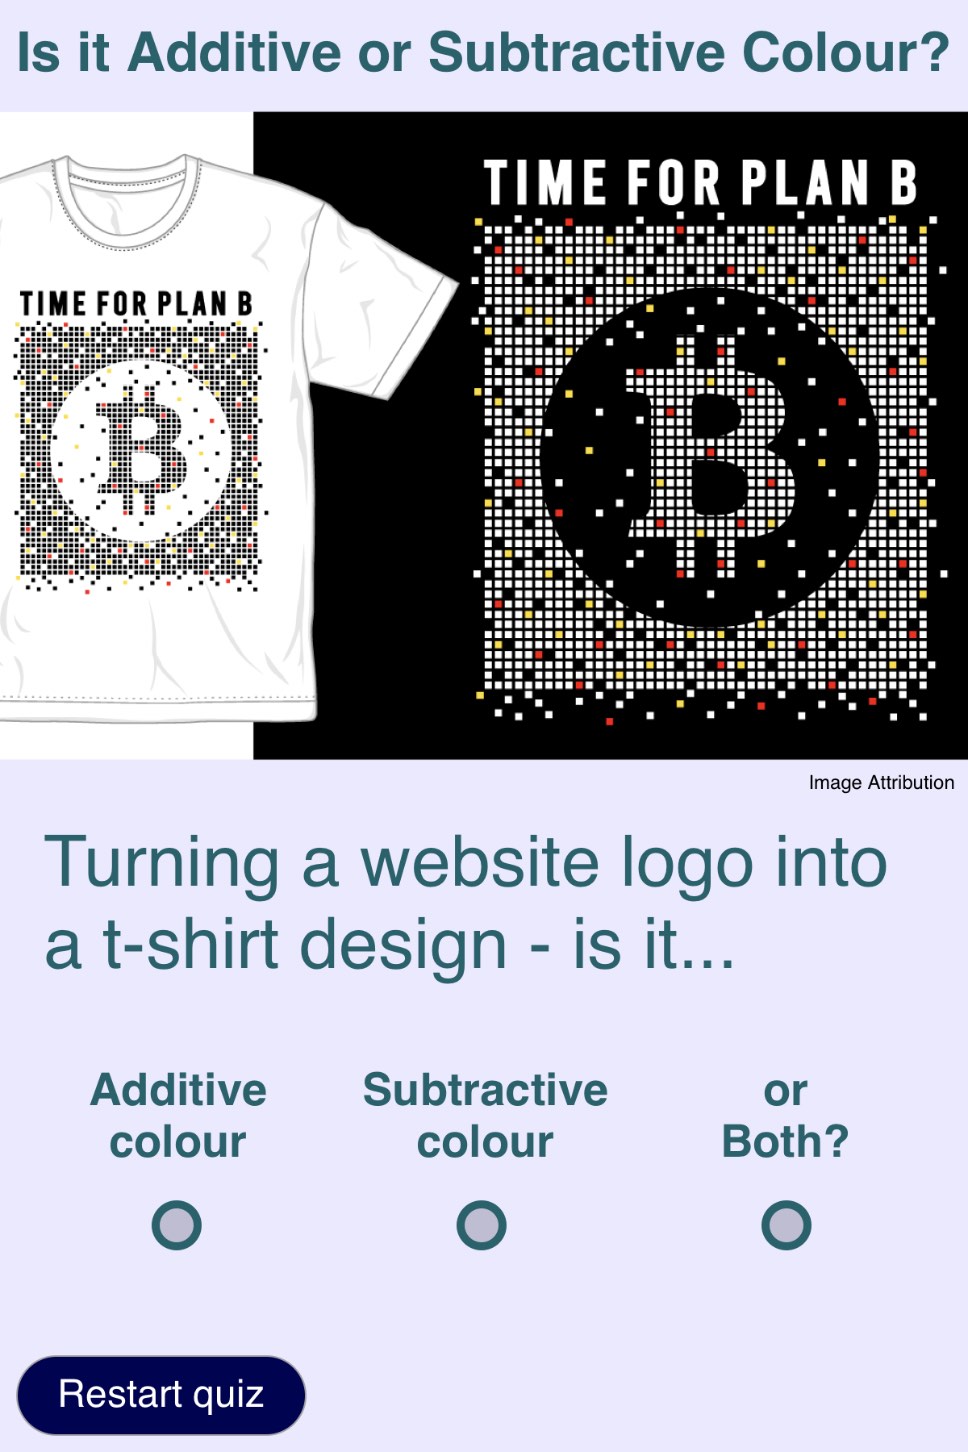 Is it Additive or Subtractive Colour?
TIME FOR PLAN B
TIME FOR PLAN B
Image Attribution
Turning a website logo into
a t-shirt design - is it...
Additive
colour
Subtractive
colour
or
Both?
Restart quiz